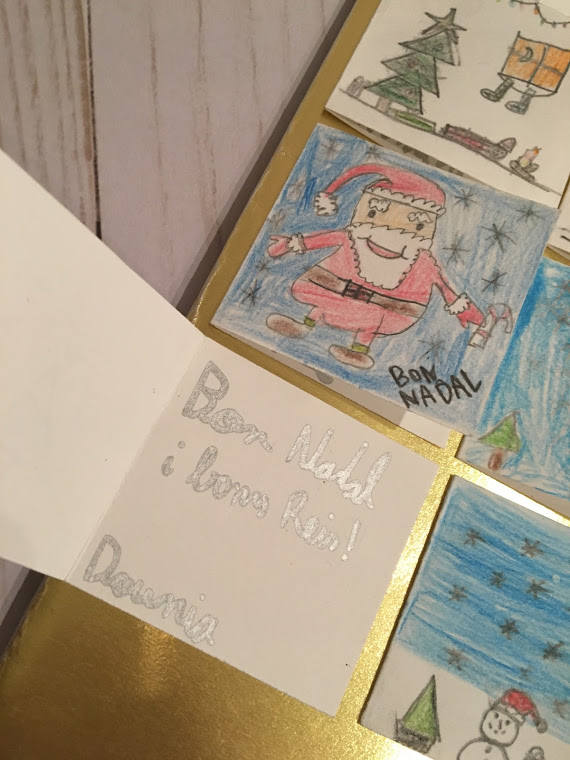 BON
NADAL
Bon Nadal
i bons Reis!
Dounia